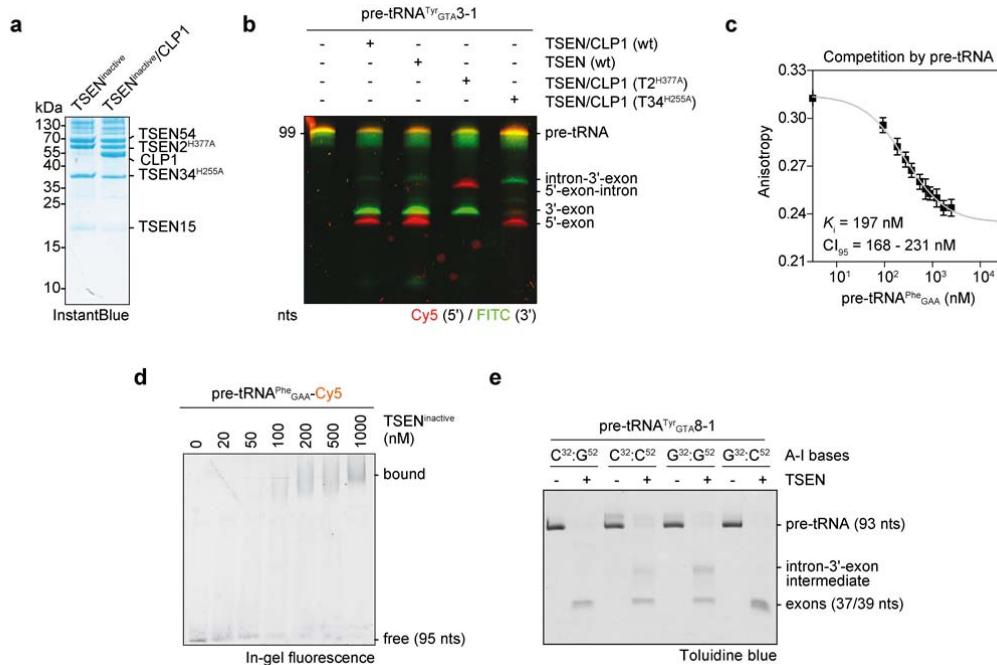 a
TSEN^inactive
TSEN^inactive/CLP1
kDa
130
70
55
40
35
25
15
10
TSEN54
TSEN2^H377A
CLP1
TSEN34^H255A
TSEN15
InstantBlue
b
pre-tRNA^Tyr_GTA3-1
- + - - - TSEN/CLP1 (wt)
- - + - - TSEN (wt)
- - - + - TSEN/CLP1 (T2^H377A)
- - - - + TSEN/CLP1 (T34^H255A)
99
pre-tRNA
intron-3'-exon
5'-exon-intron
3'-exon
5'-exon
nts
Cy5 (5') / FITC (3')
c
Competition by pre-tRNA
Anisotropy
0.33
0.30
0.27
0.24
0.21
K_i = 197 nM
CI_95 = 168 - 231 nM
10^1 10^2 10^3 10^4
pre-tRNA^Phe_GAA (nM)
d
pre-tRNA^Phe_GAA-Cy5
0 20 50 100 200 500 1000
TSEN^inactive
(nM)
bound
free (95 nts)
In-gel fluorescence
e
pre-tRNA^Tyr_GTA8-1
C^32:G^52 C^32:C^52 G^32:G^52 G^32:C^52 A-I bases
- + - + - + - + TSEN
pre-tRNA (93 nts)
intron-3'-exon
intermediate
exons (37/39 nts)
Toluidine blue